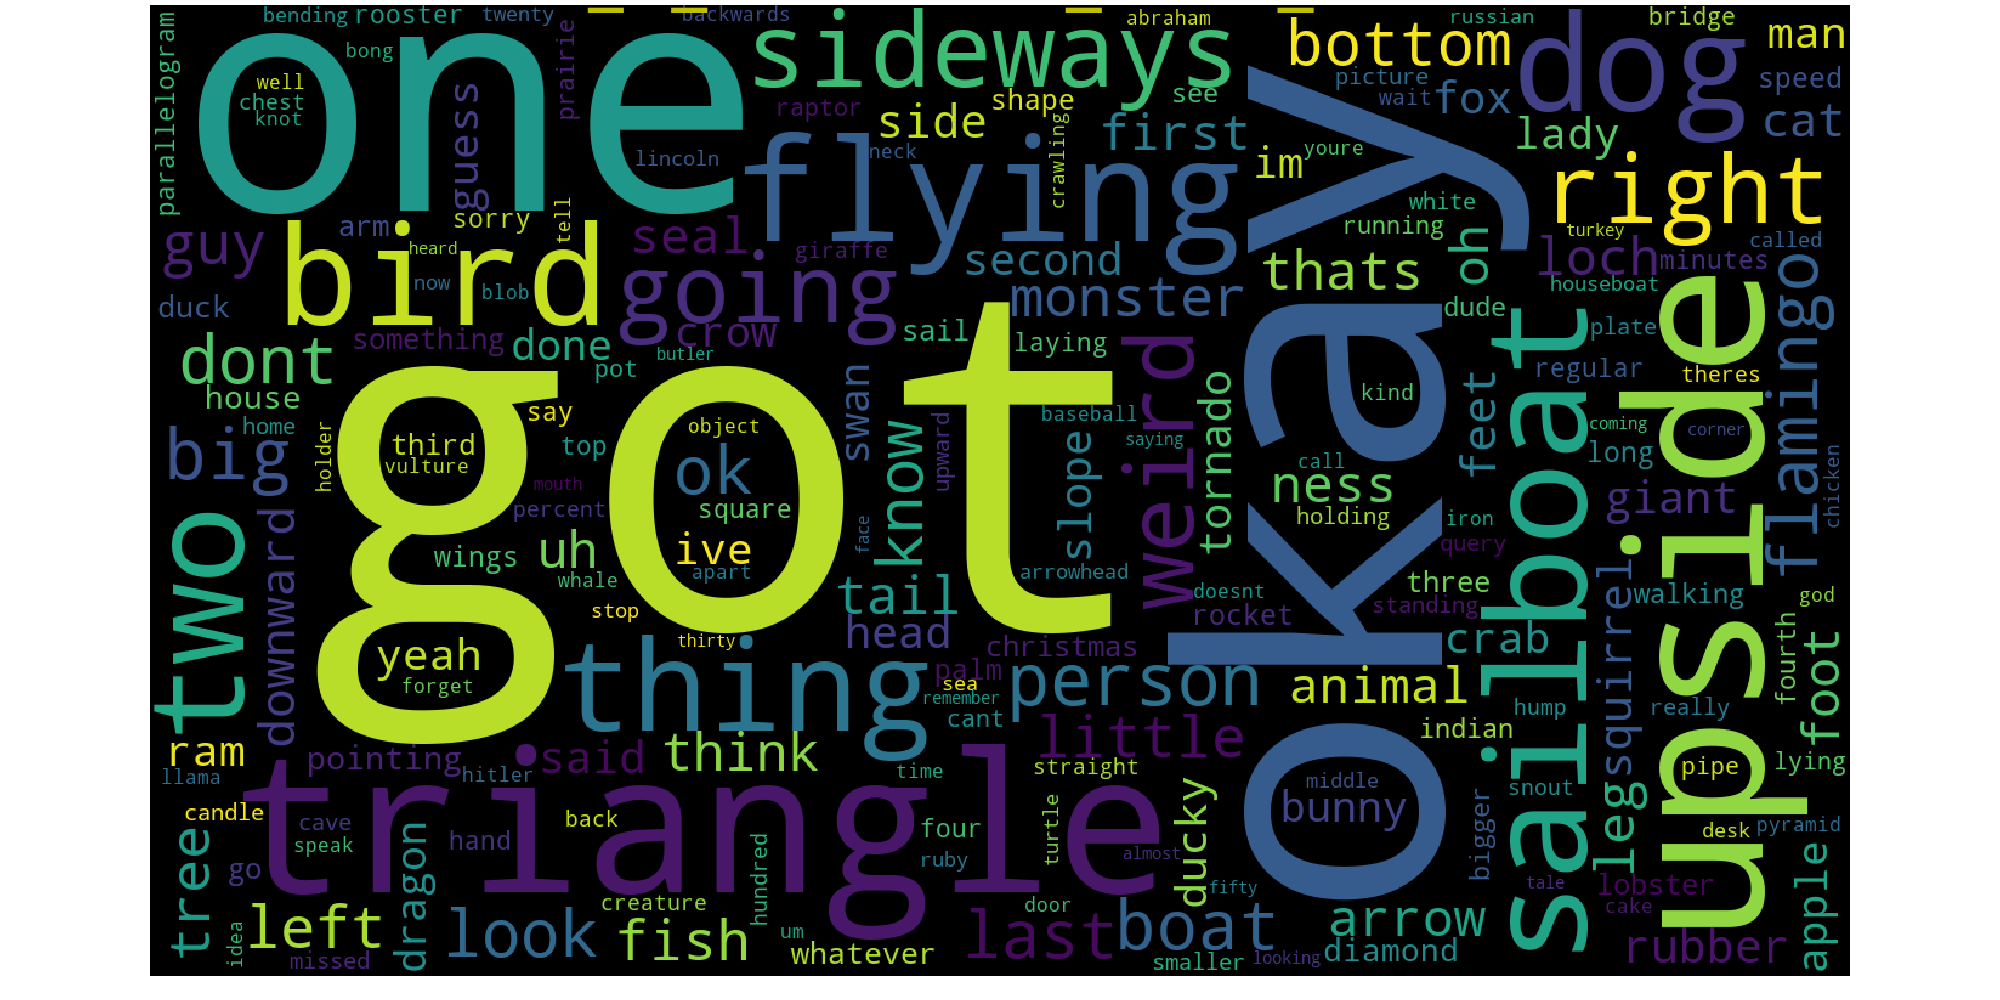 bending
rooster
twenty
backwards
abraham
russian
bridge
man
one
sideways
bottom
dog
parallelogram
bong
well
chest
knot
guess
prairie
raptor
shape
see
picture
wait
fox
speed
cat
side
first
lady
lincoln
flying
neck
crawling
im
youre
right
okay
guy
arm
sorry
tell
heard
bird
seal
giraffe
going
second
white
running
oh
turkey
loch
called
minutes
duck
now
blob
crow
monster
thats
dude
houseboat
flamingo
something
done
butler
sail
laying
weird
sailboat
plate
upside
dont
house
pot
got
swan
tornado
kind
regular
theres
feet
home
big
holder
say
third
vulture
top
object
ok
know
upward
baseball
saying
slope
call
ness
holding
coming
corner
long
giant
chicken
mouth
percent
square
face
iron
query
two
downward
wings
uh
whale
ive
apart
arrowhead
doesnt
rocket
three
standing
squirrel
walking
god
stop
tail
head
christmas
crab
fourth
foot
yeah
forget
thirty
thing
palm
sea
remember
person
animal
cant
indian
hump
really
ram
llama
pointing
hitler
said
think
time
little
straight
lying
pipe
candle
cave
speak
triangle
hand
back
four
ruby
turtle
almost
ducky
middle
bunny
bigger
snout
legs
desk
pyramid
tree
go
dragon
hundred
creature
door
fifty
tale
lobster
cake
apple
idea
left
missed
look
fish
um
whatever
last
boat
smaller
looking
arrow
diamond
rubber